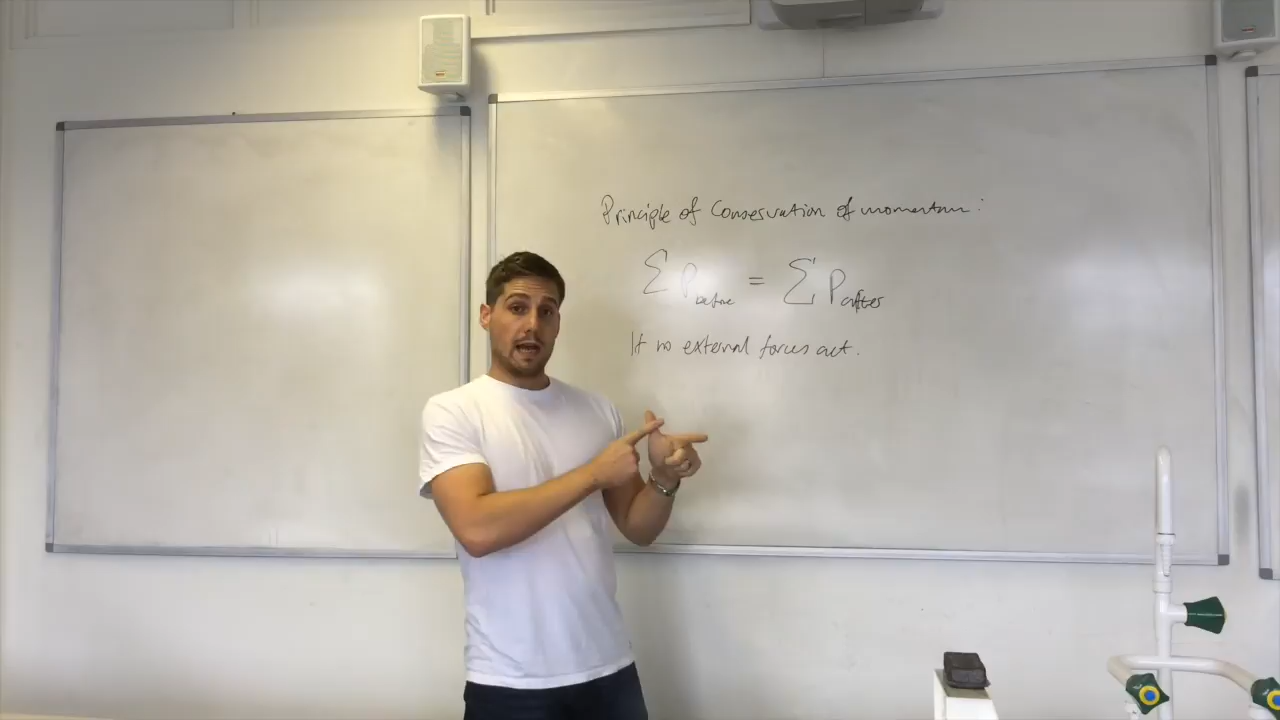 Principle of Conservation of momentum:
∑ P before = ∑ P after
If no external forces act.